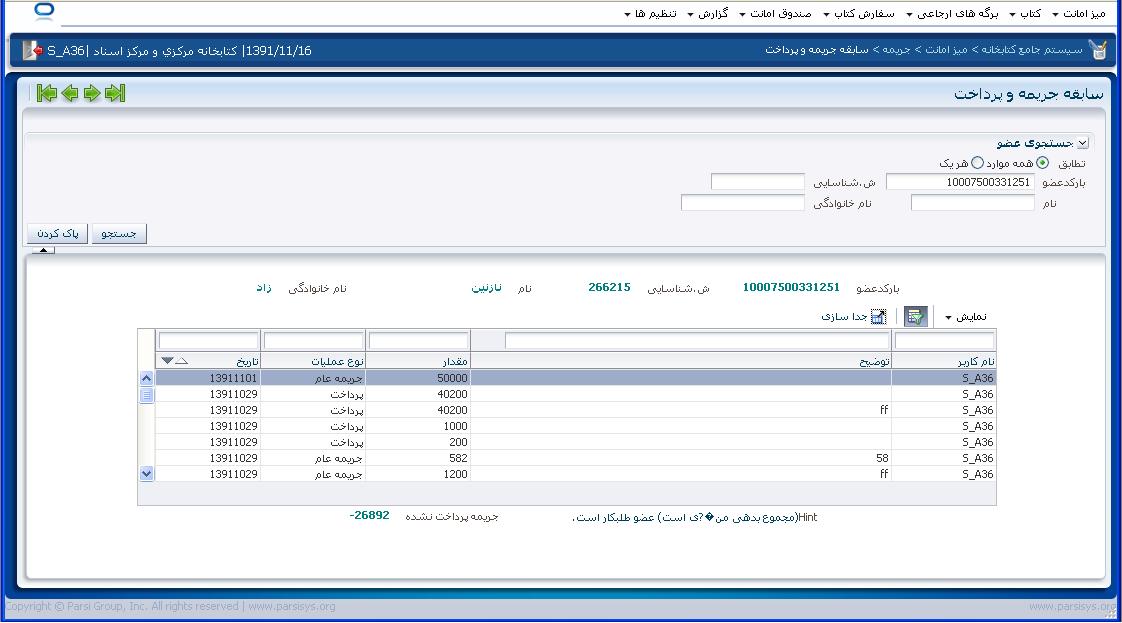 میز امانت کتاب برگه های ارجاعی سفارش کتاب صندوق امانت گزارش تنظیم ها
سیستم جامع کتابخانه > میز امانت > جریمه > سابقه جریمه و پرداخت
1391/11/16| کتابخانه مرکزي و مرکز اسناد |S_A36
سابقه جریمه و پرداخت
جستجوی عضو
تطابق همه موارد هر یک
بارکدعضو 10007500331251 ش.شناسایی
نام نام خانوادگی
جستجو پاک کردن
بارکدعضو 10007500331251 ش.شناسایی 266215 نام نازنین نام خانوادگی زاد
نمایش جدا سازی
نام کاربر توضیح مقدار نوع عملیات تاریخ
S_A36 50000 جریمه عام 13911101
S_A36 40200 پرداخت 13911029
S_A36 ff 40200 پرداخت 13911029
S_A36 1000 پرداخت 13911029
S_A36 200 پرداخت 13911029
S_A36 58 582 جریمه عام 13911029
S_A36 ff 1200 جریمه عام 13911029
Hint(مجموع بدهی من�?ی است) عضو طلبکار است. جریمه پرداخت نشده -26892
Copyright © Parsi Group, Inc. All rights reserved | www.parsisys.org
www.parsisys.org